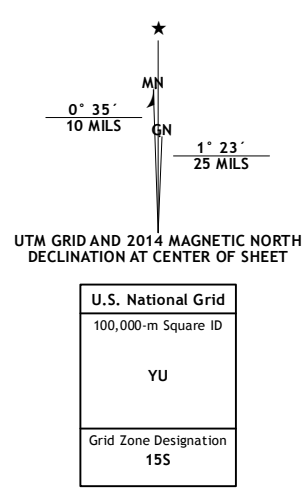 MN
0° 35´
10 MILS
GN
1° 23´
25 MILS
UTM GRID AND 2014 MAGNETIC NORTH
DECLINATION AT CENTER OF SHEET
U.S. National Grid
100,000-m Square ID
YU
Grid Zone Designation
15S